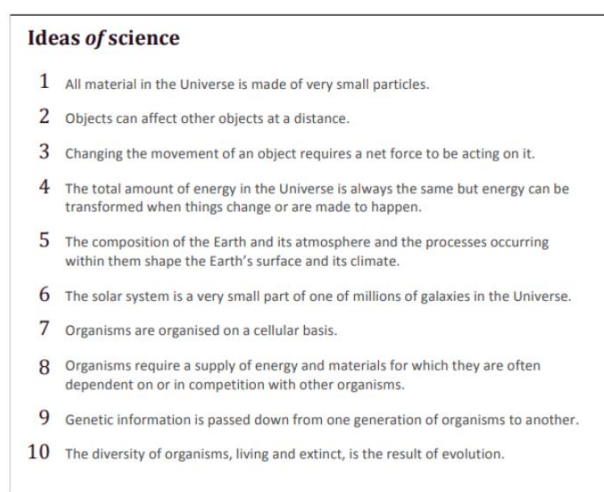 Ideas of science
1 All material in the Universe is made of very small particles.
2 Objects can affect other objects at a distance.
3 Changing the movement of an object requires a net force to be acting on it.
4 The total amount of energy in the Universe is always the same but energy can be
transformed when things change or are made to happen.
5 The composition of the Earth and its atmosphere and the processes occurring
within them shape the Earth’s surface and its climate.
6 The solar system is a very small part of one of millions of galaxies in the Universe.
7 Organisms are organised on a cellular basis.
8 Organisms require a supply of energy and materials for which they are often
dependent on or in competition with other organisms.
9 Genetic information is passed down from one generation of organisms to another.
10 The diversity of organisms, living and extinct, is the result of evolution.